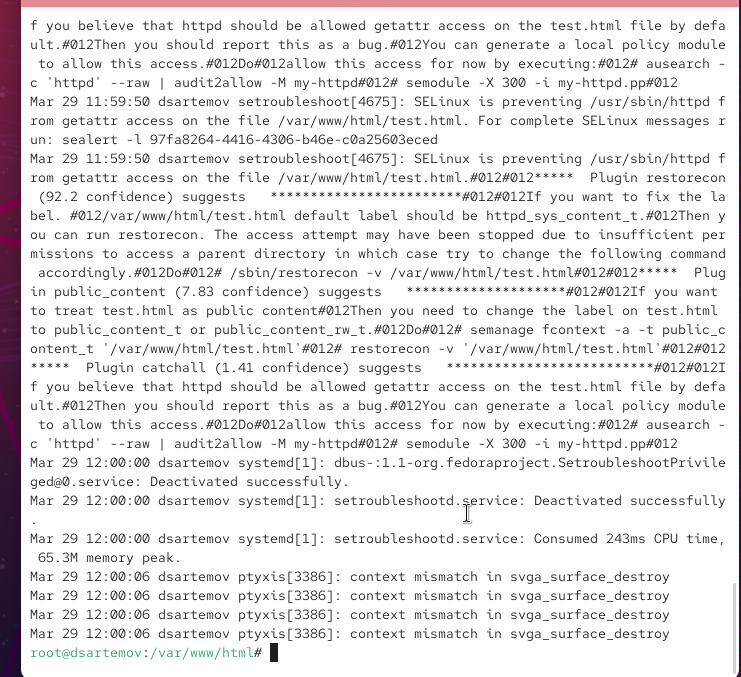 f you believe that httpd should be allowed getattr access on the test.html file by defa
ult.#012Then you should report this as a bug.#012You can generate a local policy module
 to allow this access.#012Do#012allow this access for now by executing:#012# ausearch -
c 'httpd' --raw | audit2allow -M my-httpd#012# semodule -X 300 -i my-httpd.pp#012
Mar 29 11:59:50 dsartemov setroubleshoot[4675]: SELinux is preventing /usr/sbin/httpd f
rom getattr access on the file /var/www/html/test.html. For complete SELinux messages r
un: sealert -l 97fa8264-4416-4306-b46e-c0a25603eced
Mar 29 11:59:50 dsartemov setroubleshoot[4675]: SELinux is preventing /usr/sbin/httpd f
rom getattr access on the file /var/www/html/test.html.#012#012*****  Plugin restorecon
 (92.2 confidence) suggests   ************************#012#012If you want to fix the la
bel. #012/var/www/html/test.html default label should be httpd_sys_content_t.#012Then y
ou can run restorecon. The access attempt may have been stopped due to insufficient per
missions to access a parent directory in which case try to change the following command
 accordingly.#012Do#012# /sbin/restorecon -v /var/www/html/test.html#012#012*****  Plug
in public_content (7.83 confidence) suggests   ********************#012#012If you want
to treat test.html as public content#012Then you need to change the label on test.html
to public_content_t or public_content_rw_t.#012Do#012# semanage fcontext -a -t public_c
ontent_t '/var/www/html/test.html'#012# restorecon -v '/var/www/html/test.html'#012#012
*****  Plugin catchall (1.41 confidence) suggests   **************************#012#012I
f you believe that httpd should be allowed getattr access on the test.html file by defa
ult.#012Then you should report this as a bug.#012You can generate a local policy module
 to allow this access.#012Do#012allow this access for now by executing:#012# ausearch -
c 'httpd' --raw | audit2allow -M my-httpd#012# semodule -X 300 -i my-httpd.pp#012
Mar 29 12:00:00 dsartemov systemd[1]: dbus-:1.1-org.fedoraproject.SetroubleshootPrivile
ged@0.service: Deactivated successfully.
Mar 29 12:00:00 dsartemov systemd[1]: setroubleshootd.service: Deactivated successfully
.
Mar 29 12:00:00 dsartemov systemd[1]: setroubleshootd.service: Consumed 243ms CPU time,
 65.3M memory peak.
Mar 29 12:00:06 dsartemov ptyxis[3386]: context mismatch in svga_surface_destroy
Mar 29 12:00:06 dsartemov ptyxis[3386]: context mismatch in svga_surface_destroy
Mar 29 12:00:06 dsartemov ptyxis[3386]: context mismatch in svga_surface_destroy
Mar 29 12:00:06 dsartemov ptyxis[3386]: context mismatch in svga_surface_destroy
root@dsartemov:/var/www/html#